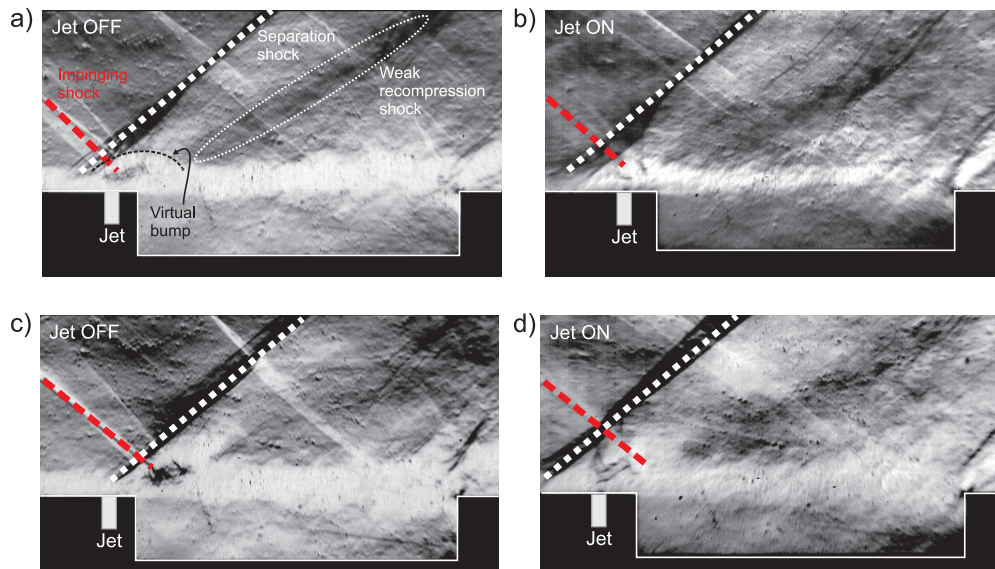 a)
Jet OFF
Separation
shock
Impinging
shock
Weak
recompression
shock
Virtual
bump
Jet
b)
Jet ON
Jet
c)
Jet OFF
Jet
d)
Jet ON
Jet